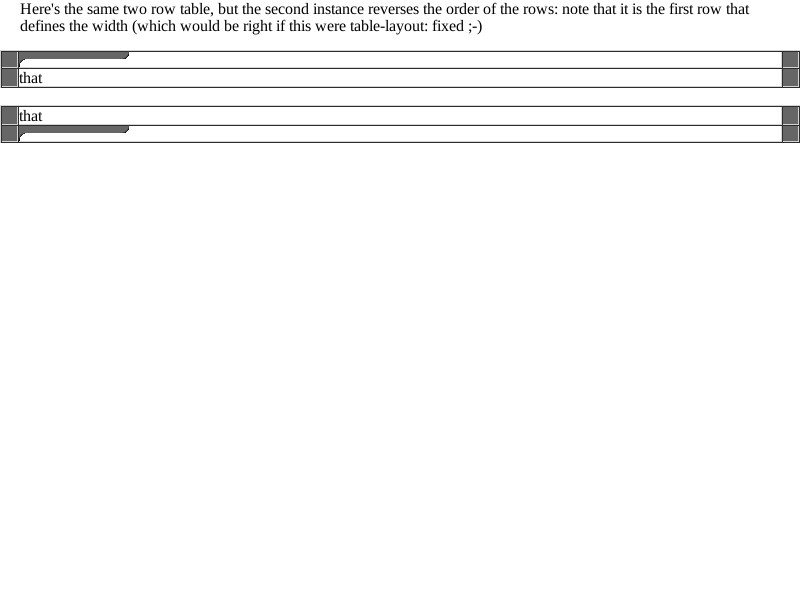 Here's the same two row table, but the second instance reverses the order of the rows: note that it is the first row that
defines the width (which would be right if this were table-layout: fixed ;-)
that
that